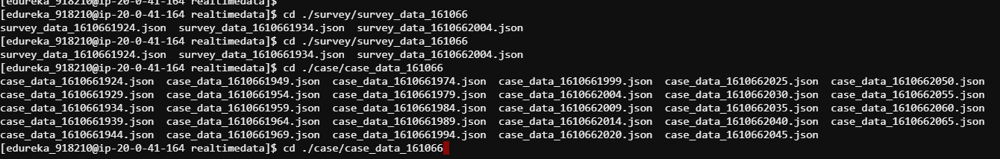 [edureka_918210@ip-20-0-41-164 realtimedata]$
[edureka_918210@ip-20-0-41-164 realtimedata]$ cd ./survey/survey_data_161066
survey_data_1610661924.json  survey_data_1610661934.json  survey_data_1610662004.json
[edureka_918210@ip-20-0-41-164 realtimedata]$ cd ./survey/survey_data_161066
survey_data_1610661924.json  survey_data_1610661934.json  survey_data_1610662004.json
[edureka_918210@ip-20-0-41-164 realtimedata]$ cd ./case/case_data_161066
case_data_1610661924.json  case_data_1610661949.json  case_data_1610661974.json  case_data_1610661999.json  case_data_1610662025.json  case_data_1610662050.json
case_data_1610661929.json  case_data_1610661954.json  case_data_1610661979.json  case_data_1610662004.json  case_data_1610662030.json  case_data_1610662055.json
case_data_1610661934.json  case_data_1610661959.json  case_data_1610661984.json  case_data_1610662009.json  case_data_1610662035.json  case_data_1610662060.json
case_data_1610661939.json  case_data_1610661964.json  case_data_1610661989.json  case_data_1610662014.json  case_data_1610662040.json  case_data_1610662065.json
case_data_1610661944.json  case_data_1610661969.json  case_data_1610661994.json  case_data_1610662020.json  case_data_1610662045.json
[edureka_918210@ip-20-0-41-164 realtimedata]$ cd ./case/case_data_161066